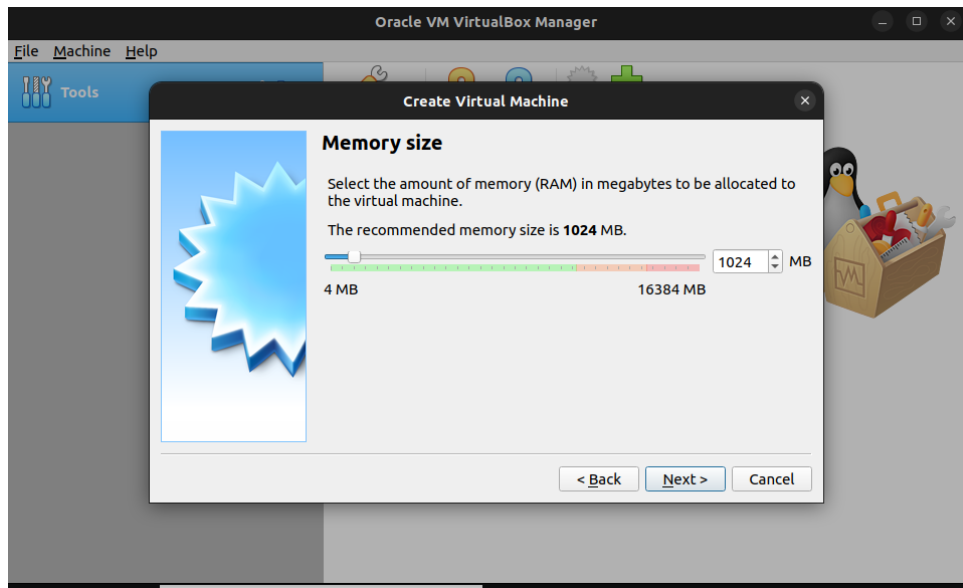 Oracle VM VirtualBox Manager
File Machine Help
Tools
Create Virtual Machine
Memory size
Select the amount of memory (RAM) in megabytes to be allocated to
the virtual machine.
The recommended memory size is 1024 MB.
1024 MB
4 MB 16384 MB
< Back Next > Cancel